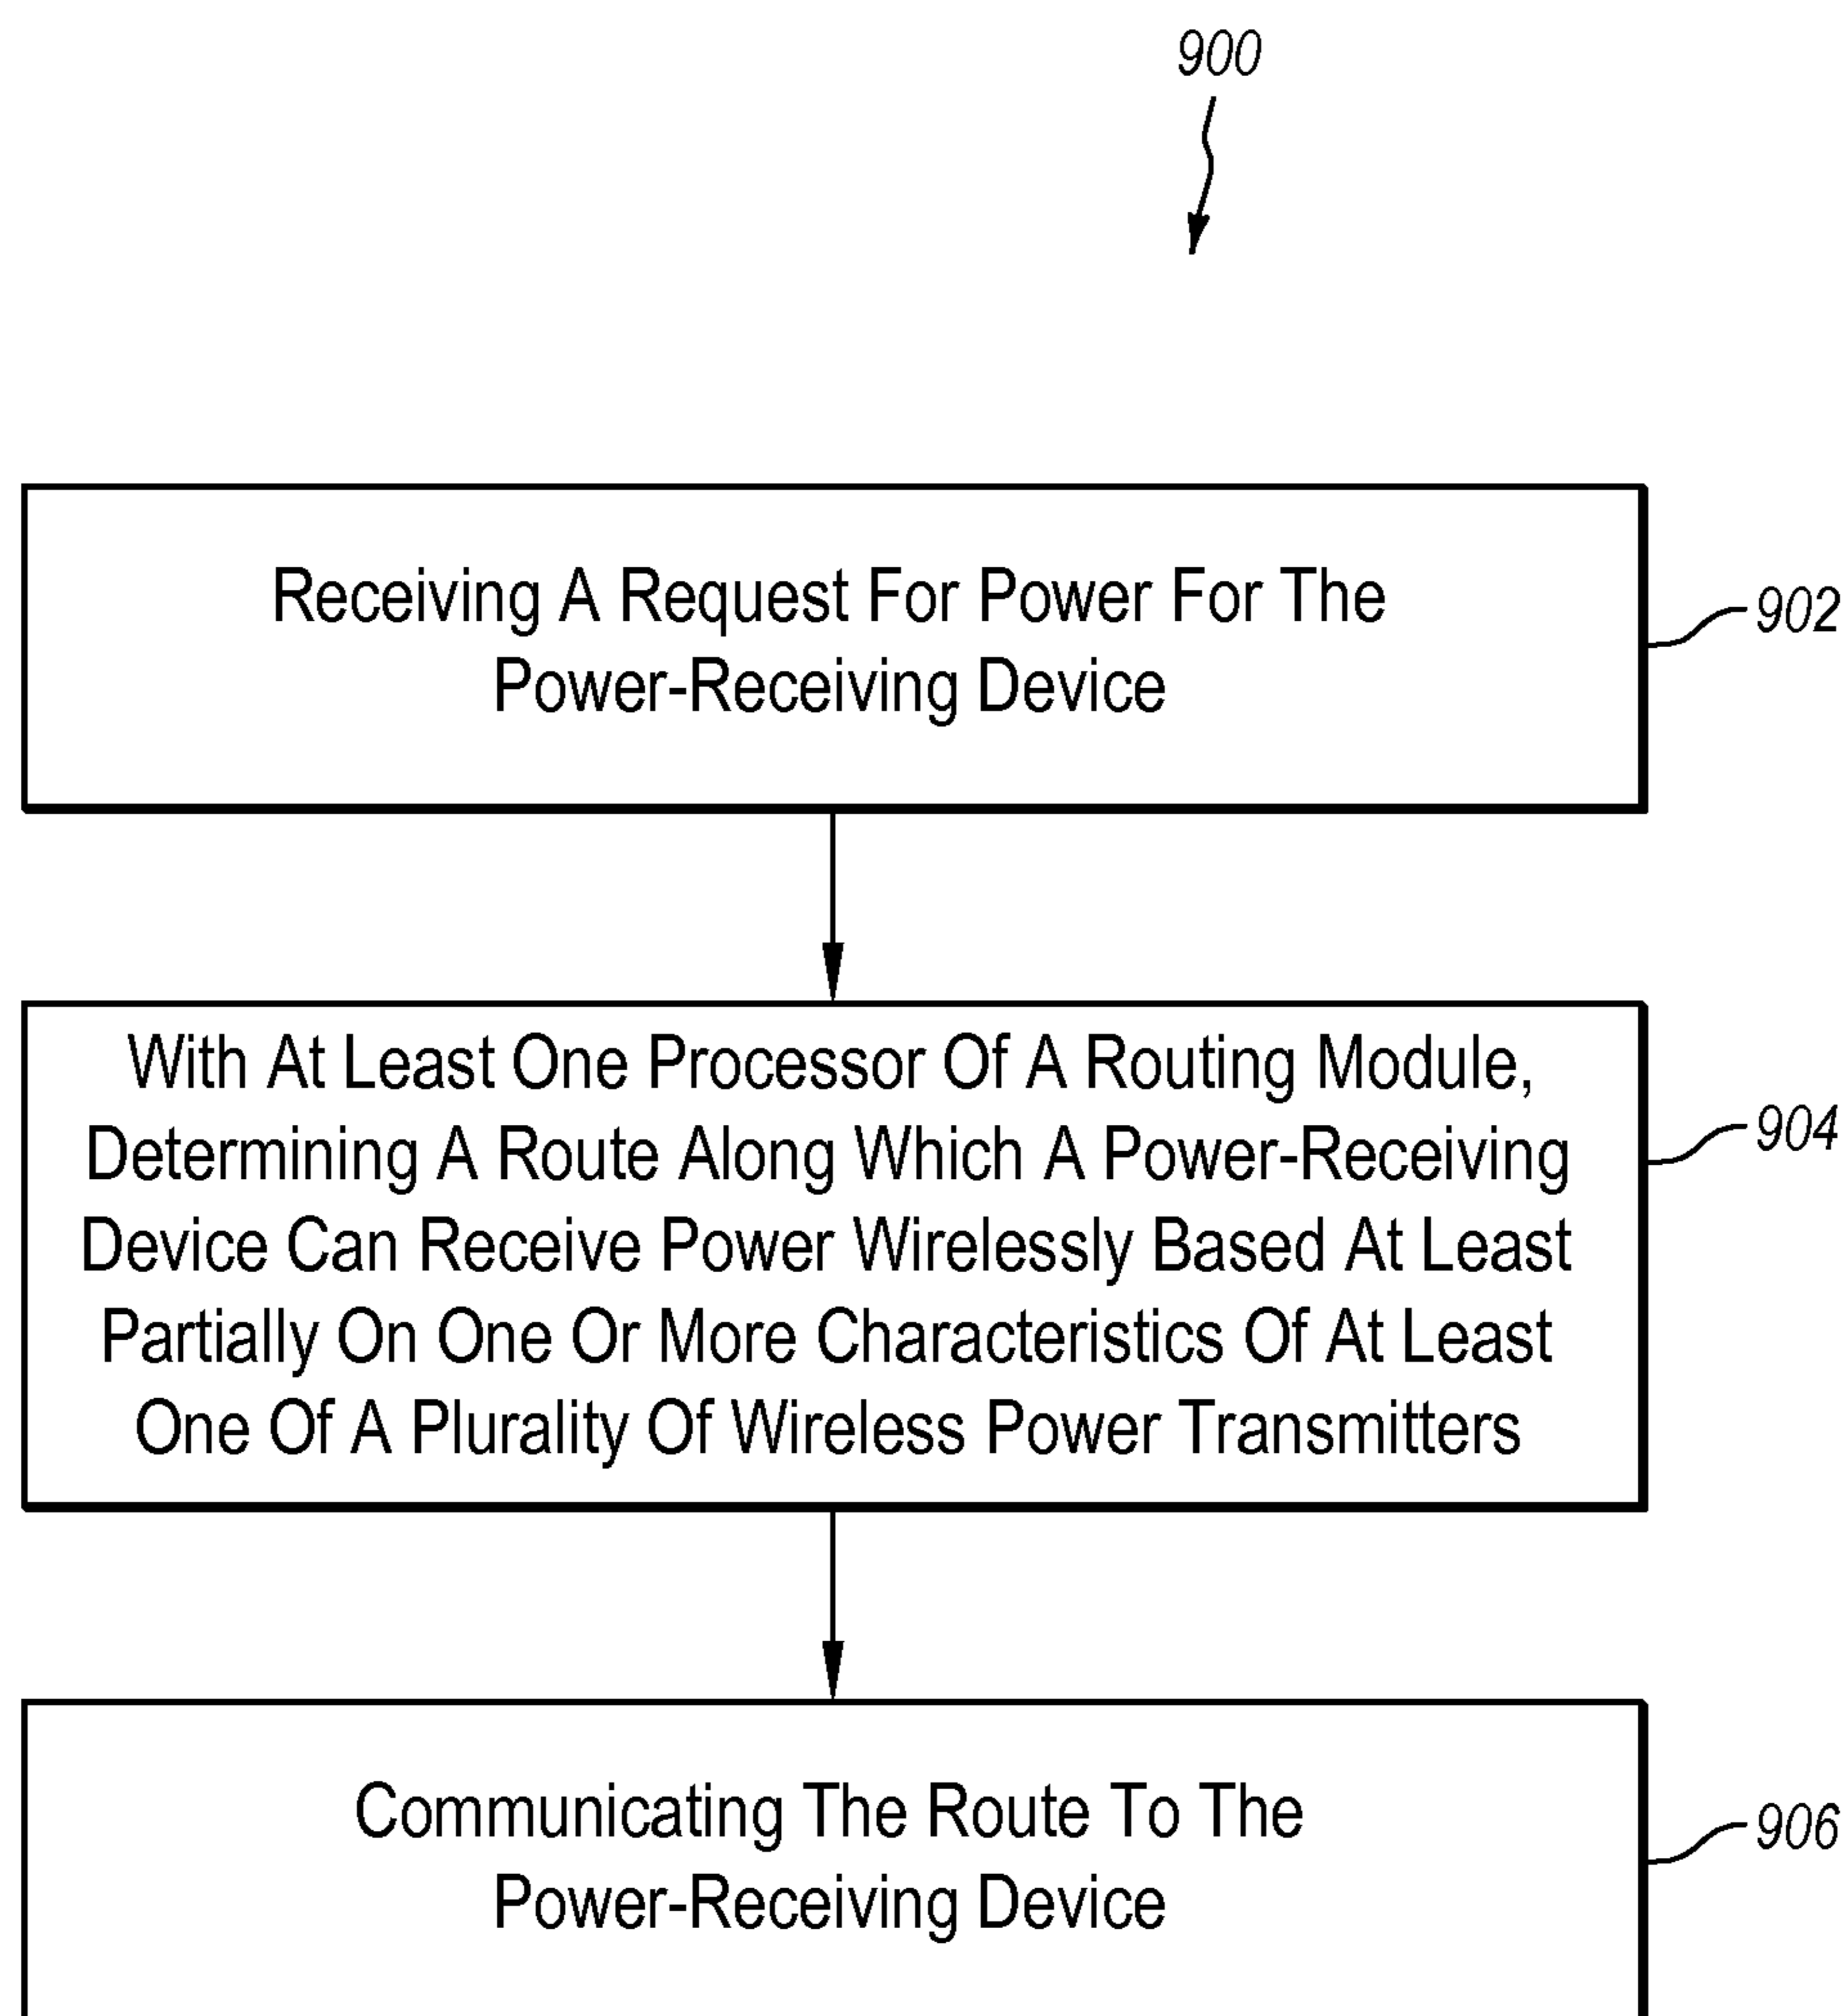 900
Receiving A Request For Power For The
Power-Receiving Device
902
With At Least One Processor Of A Routing Module,
Determining A Route Along Which A Power-Receiving
Device Can Receive Power Wirelessly Based At Least
Partially On One Or More Characteristics Of At Least
One Of A Plurality Of Wireless Power Transmitters
904
Communicating The Route To The
Power-Receiving Device
906